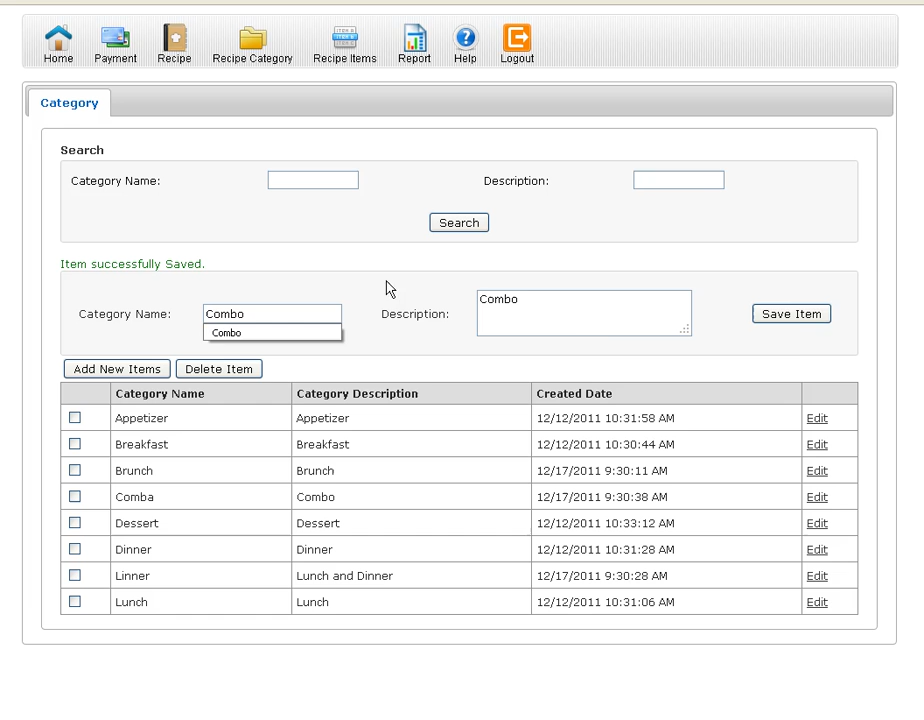 Home Payment Recipe Recipe Category Recipe Items Report Help Logout
Category
Search
Category Name: Description:
Search
Item successfully Saved.
Category Name: Combo Description: Combo Save Item
Combo
Add New Items Delete Item
Category Name Category Description Created Date
Appetizer Appetizer 12/12/2011 10:31:58 AM Edit
Breakfast Breakfast 12/12/2011 10:30:44 AM Edit
Brunch Brunch 12/17/2011 9:30:11 AM Edit
Comba Combo 12/17/2011 9:30:38 AM Edit
Dessert Dessert 12/12/2011 10:33:12 AM Edit
Dinner Dinner 12/12/2011 10:31:28 AM Edit
Linner Lunch and Dinner 12/17/2011 9:30:28 AM Edit
Lunch Lunch 12/12/2011 10:31:06 AM Edit